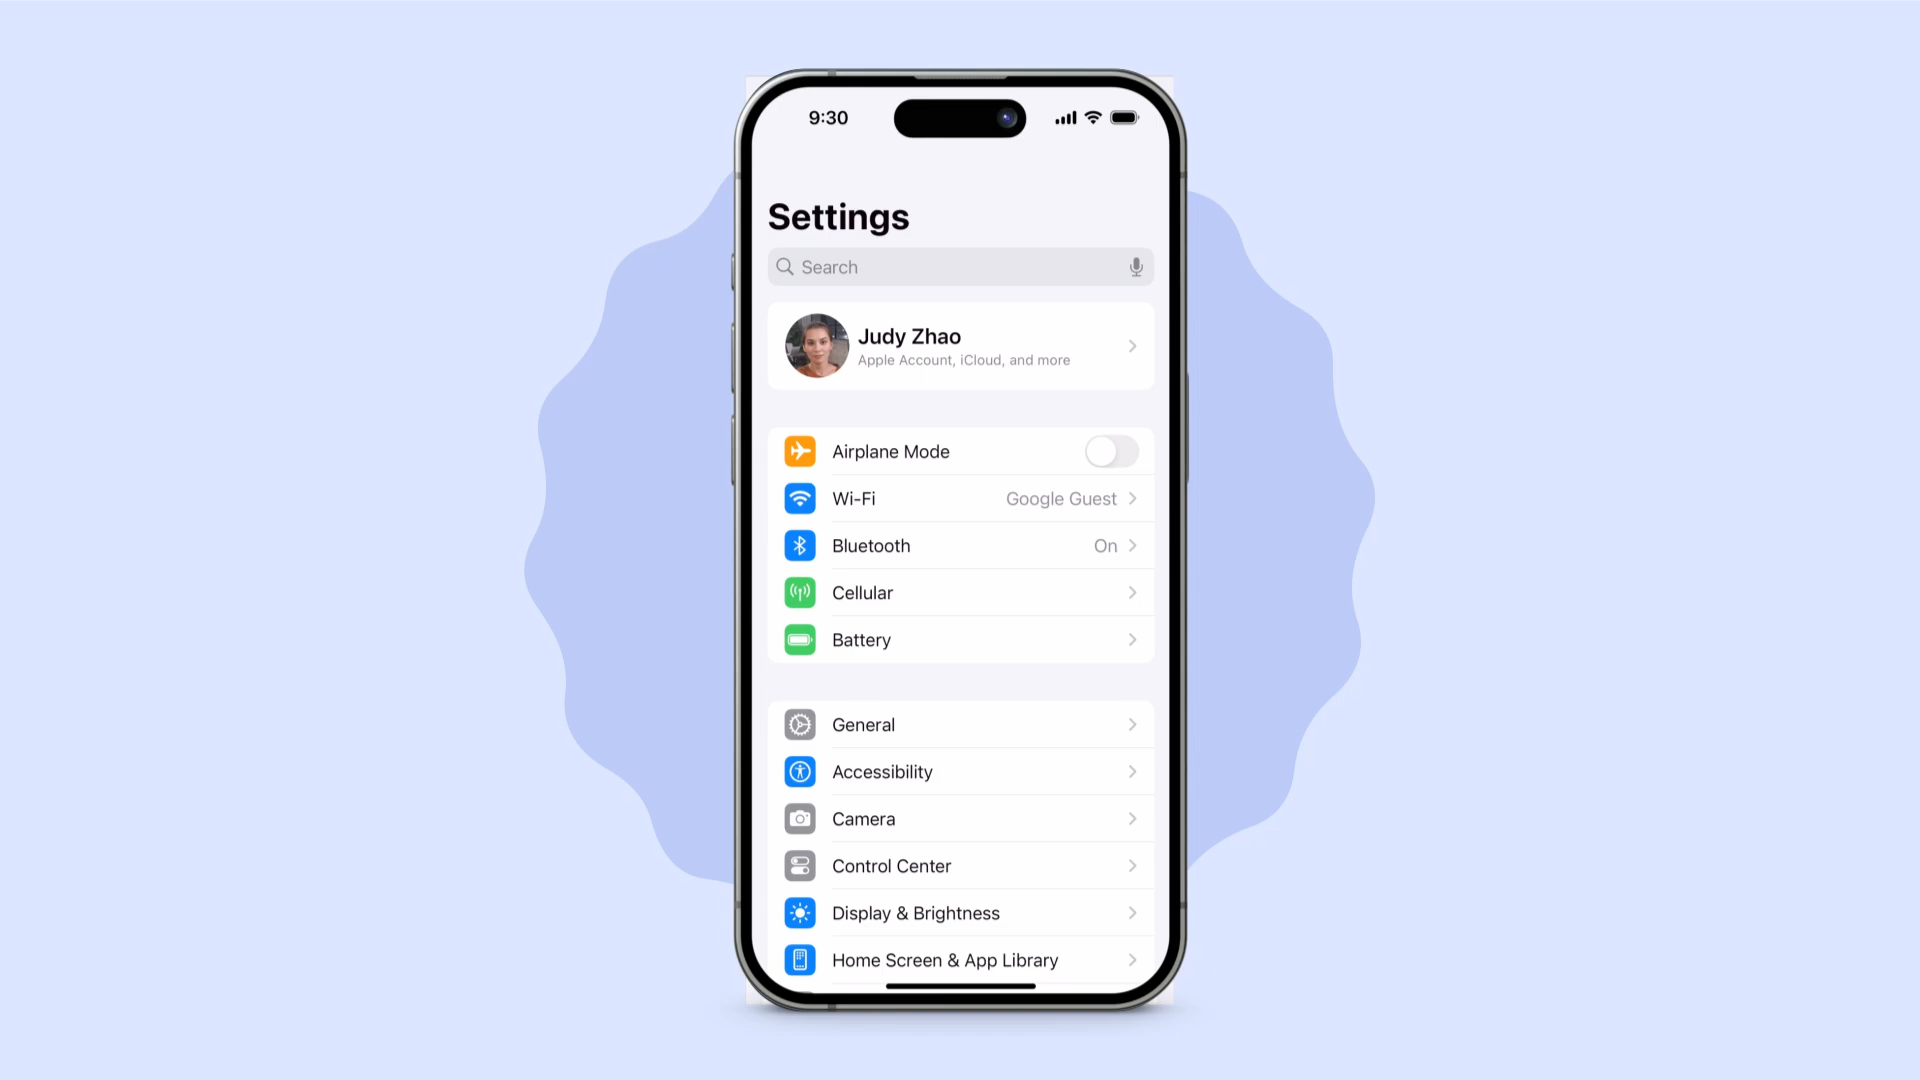 9:30
Settings
Search
Judy Zhao
Apple Account, iCloud, and more
Airplane Mode
Wi-Fi Google Guest
Bluetooth On
Cellular
Battery
General
Accessibility
Camera
Control Center
Display & Brightness
Home Screen & App Library